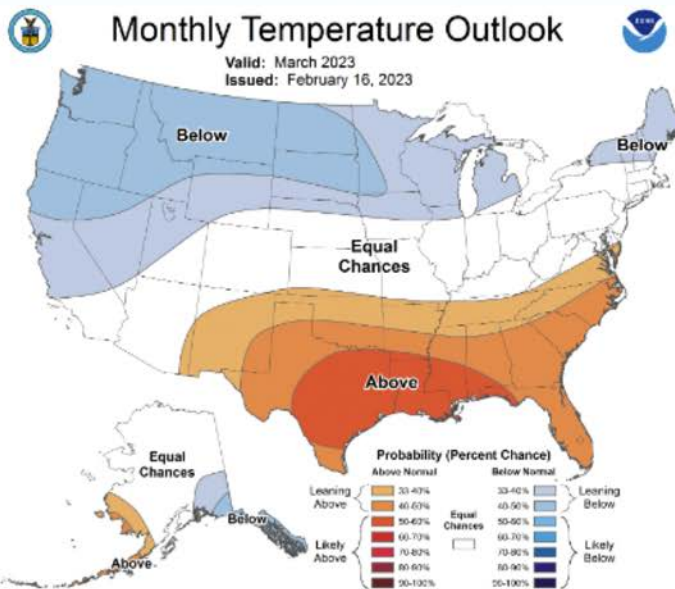 Monthly Temperature Outlook
Valid: March 2023
Issued: February 16, 2023
Below
Below
Equal
Chances
Above
Equal
Chances
Below
Above
Probability (Percent Chance)
Above Normal
Below Normal
Leaning
Above
Likely
Above
33-40%
40-50%
50-60%
60-70%
70-80%
80-90%
90-100%
Equal
Chances
33-40%
40-50%
50-60%
60-70%
70-80%
80-90%
90-100%
Leaning
Below
Likely
Below